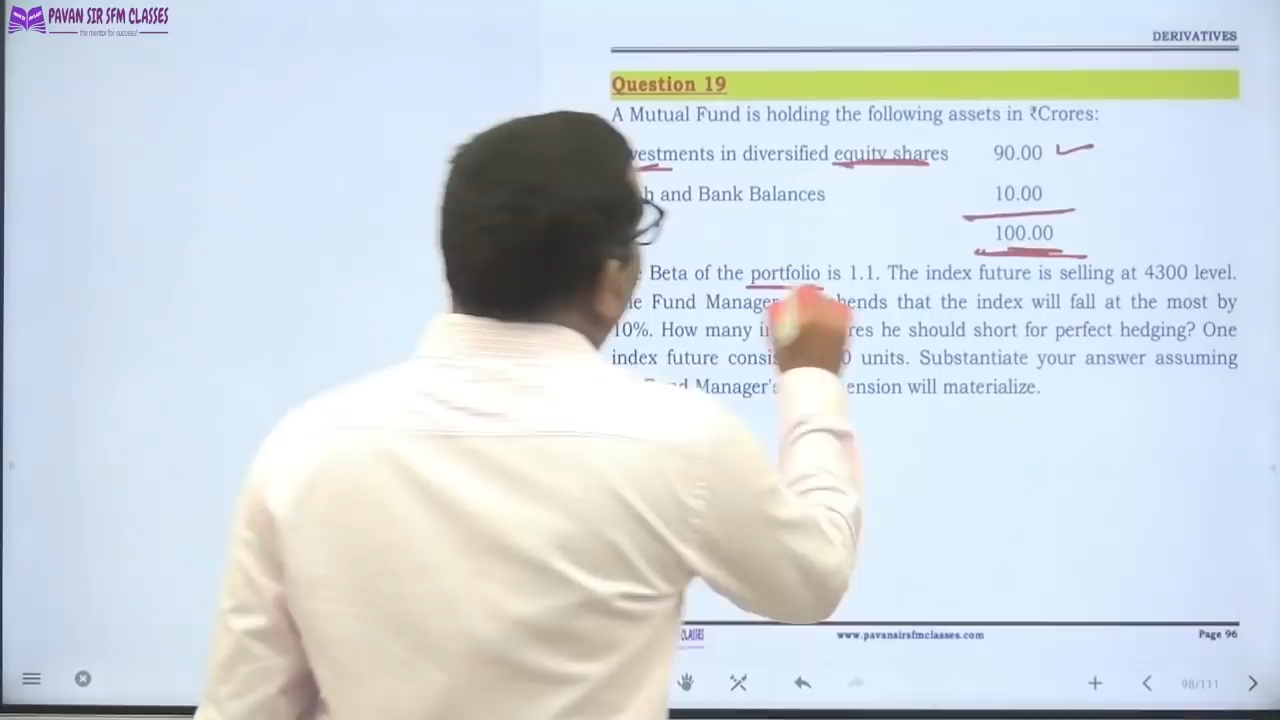 PAVAN SIR SFM CLASSES
the mentor for success!
DERIVATIVES
Question 19
A Mutual Fund is holding the following assets in ₹Crores:
vestments in diversified equity shares 90.00
h and Bank Balances 10.00
100.00
e Beta of the portfolio is 1.1. The index future is selling at 4300 level.
e Fund Manager hends that the index will fall at the most by
10%. How many in res he should short for perfect hedging? One
index future consis 0 units. Substantiate your answer assuming
nd Manager's ension will materialize.
CLASSES
www.pavansirsfmclasses.com
Page 96
98/111